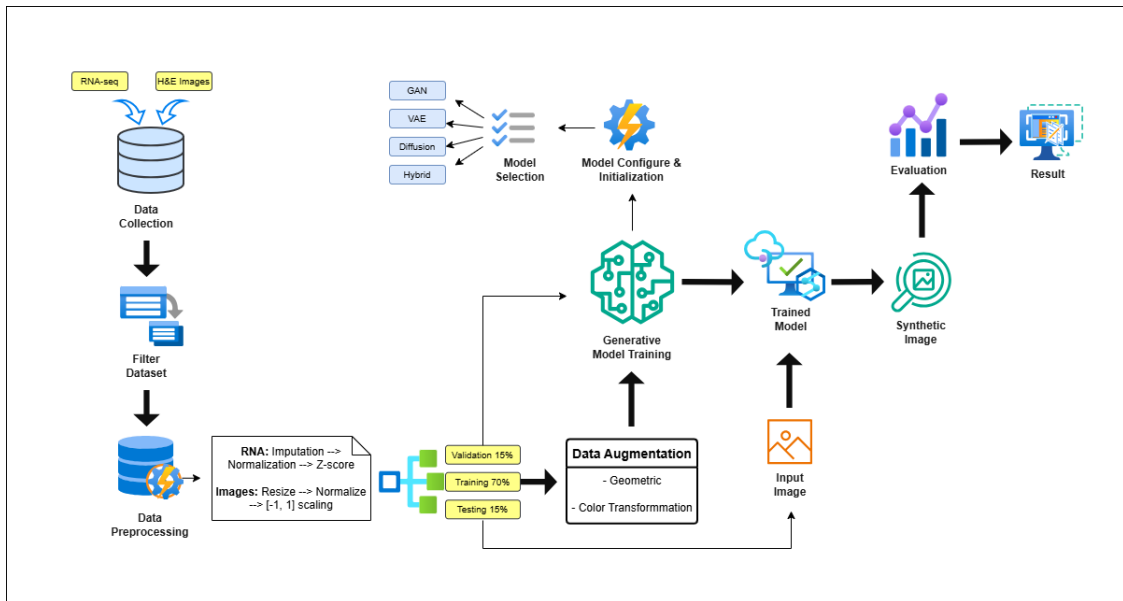 RNA-seq
H&E Images
Data
Collection
Filter
Dataset
Data
Preprocessing
RNA: Imputation -->
Normalization --> Z-score
Images: Resize --> Normalize
--> [-1, 1] scaling
Validation 15%
Training 70%
Testing 15%
Data Augmentation
- Geometric
- Color Transformmation
Generative
Model Training
Model Configure &
Initialization
Model
Selection
GAN
VAE
Diffusion
Hybrid
Trained
Model
Input
Image
Synthetic
Image
Evaluation
Result